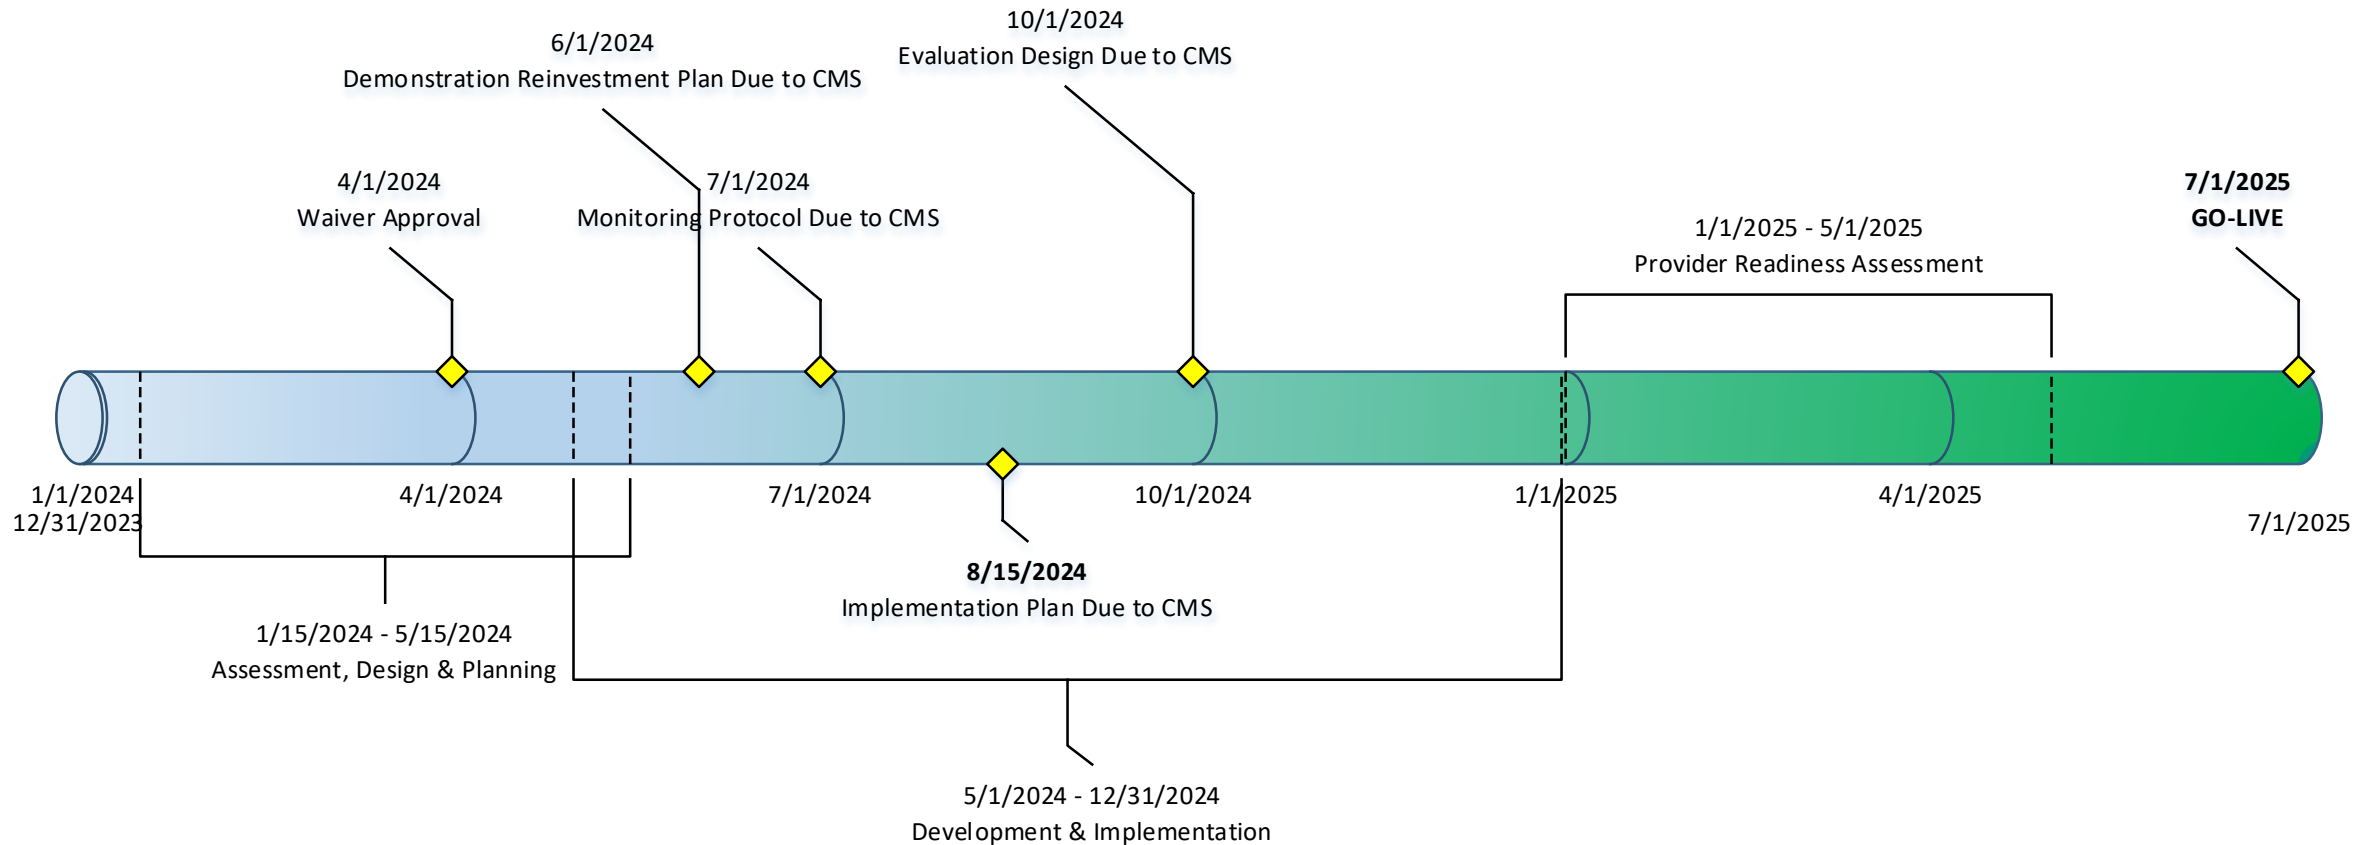 10/1/2024
Evaluation Design Due to CMS
6/1/2024
Demonstration Reinvestment Plan Due to CMS
4/1/2024
Waiver Approval
7/1/2024
Monitoring Protocol Due to CMS
1/1/2025 - 5/1/2025
Provider Readiness Assessment
7/1/2025
GO-LIVE
1/1/2024
12/31/2023
4/1/2024
7/1/2024
10/1/2024
1/1/2025
4/1/2025
7/1/2025
8/15/2024
Implementation Plan Due to CMS
1/15/2024 - 5/15/2024
Assessment, Design & Planning
5/1/2024 - 12/31/2024
Development & Implementation